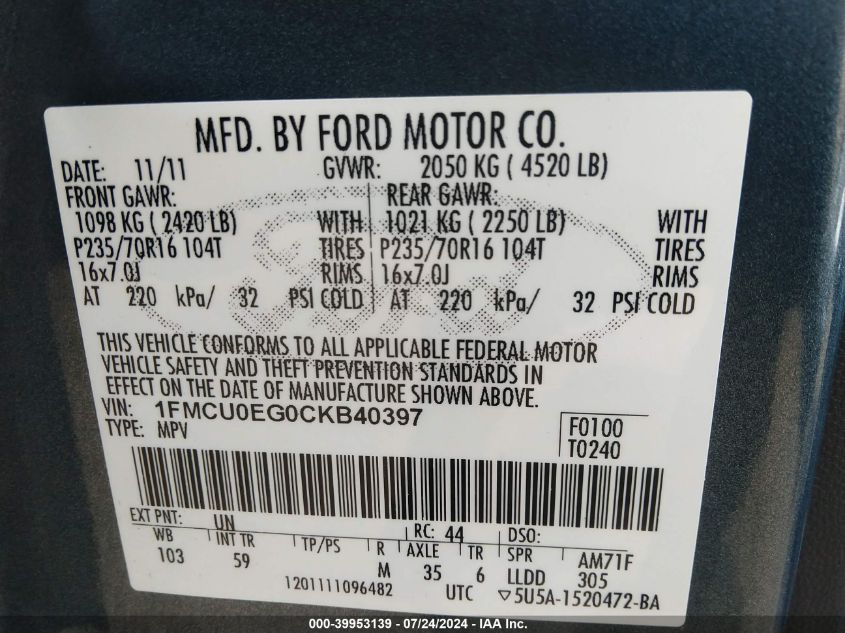 MFD. BY FORD MOTOR CO.
DATE: 11/11 GVWR: 2050 KG ( 4520 LB)
FRONT GAWR: REAR GAWR:
1098 KG ( 2420 LB) WITH 1021 KG ( 2250 LB) WITH
P235/70R16 104T TIRES P235/70R16 104T TIRES
16x7.0J RIMS 16x7.0J RIMS
AT 220 kPa/ 32 PSI COLD AT 220 kPa/ 32 PSI COLD
Ford
THIS VEHICLE CONFORMS TO ALL APPLICABLE FEDERAL MOTOR
VEHICLE SAFETY AND THEFT PREVENTION STANDARDS IN
EFFECT ON THE DATE OF MANUFACTURE SHOWN ABOVE.
VIN: 1FMCU0EG0CKB40397
TYPE: MPV
F0100
T0240
EXT PNT: UN RC: 44 DSO:
WB INT TR TP/PS R AXLE TR SPR AM71F
103 59 M 35 6 LLDD 305
1201111096482 UTC ▽5U5A-1520472-BA
000-39953139 - 07/24/2024 - IAA Inc.